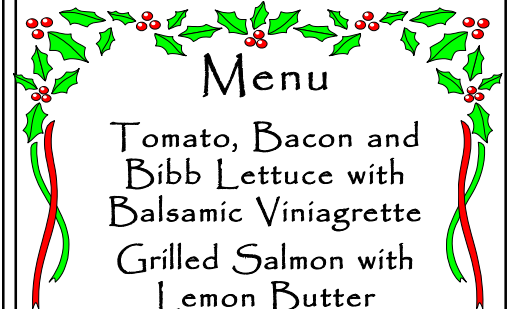 Menu
Tomato, Bacon and
Bibb Lettuce with
Balsamic Viniagrette
Grilled Salmon with
Lemon Butter